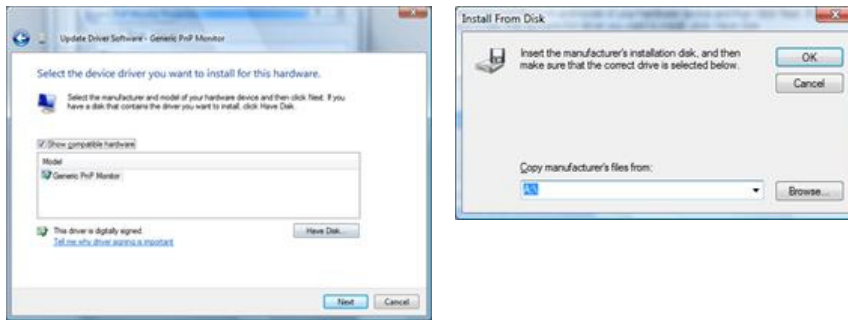 Update Driver Software - Generic PnP Monitor
Select the device driver you want to install for this hardware.
Select the manufacturer and model of your hardware device and then click Next. If you
have a disk that contains the driver you want to install, click Have Disk.
Show compatible hardware
Model
Generic PnP Monitor
This driver is digitally signed.
Tell me why driver signing is important
Have Disk...
Next
Cancel
Install From Disk
Insert the manufacturer's installation disk, and then
make sure that the correct drive is selected below.
OK
Cancel
Copy manufacturer's files from:
A:\
Browse...